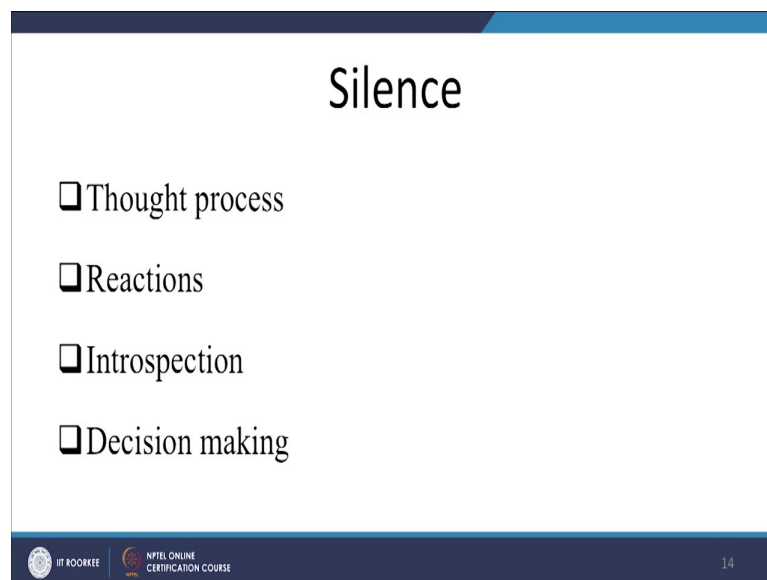 Silence
❑ Thought process
❑ Reactions
❑ Introspection
❑ Decision making
IIT ROORKEE
NPTEL ONLINE
CERTIFICATION COURSE
14